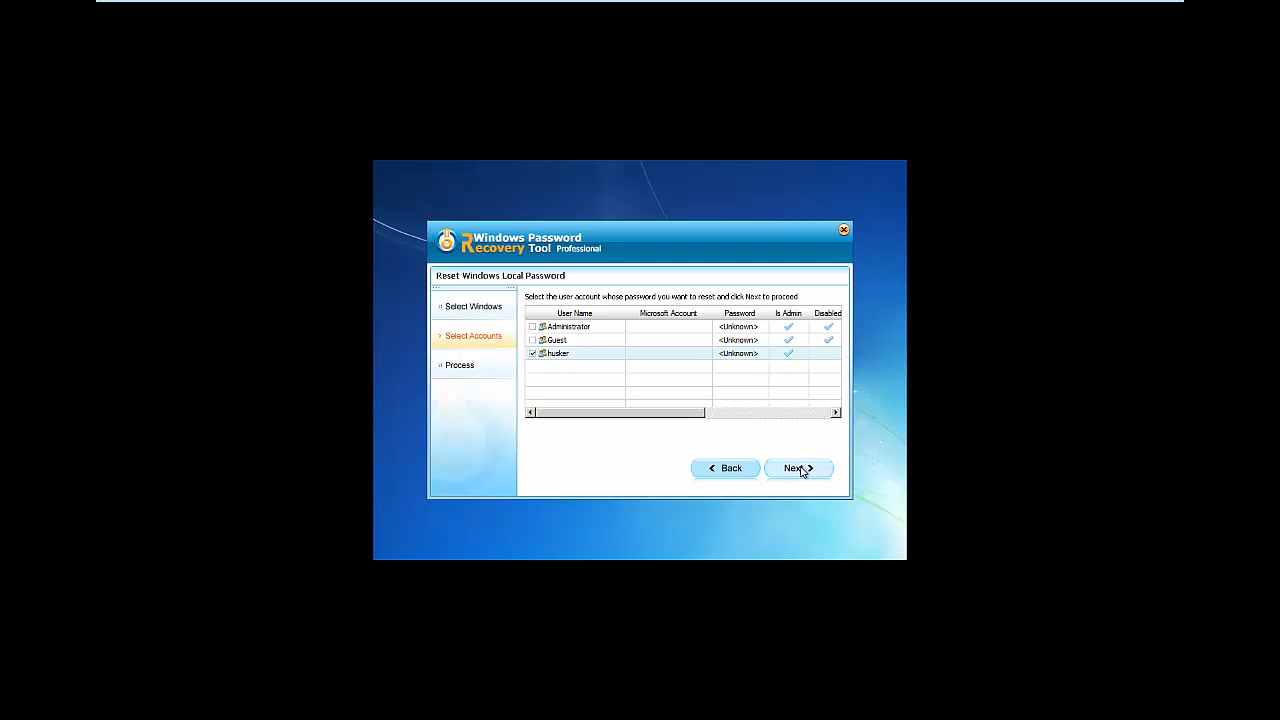 Windows Password
Recovery Tool Professional
Reset Windows Local Password
Select Windows
Select Accounts
Process
Select the user account whose password you want to reset and click Next to proceed
User Name Microsoft Account Password Is Admin Disabled
Administrator <Unknown>
Guest <Unknown>
husker <Unknown>
Back Next